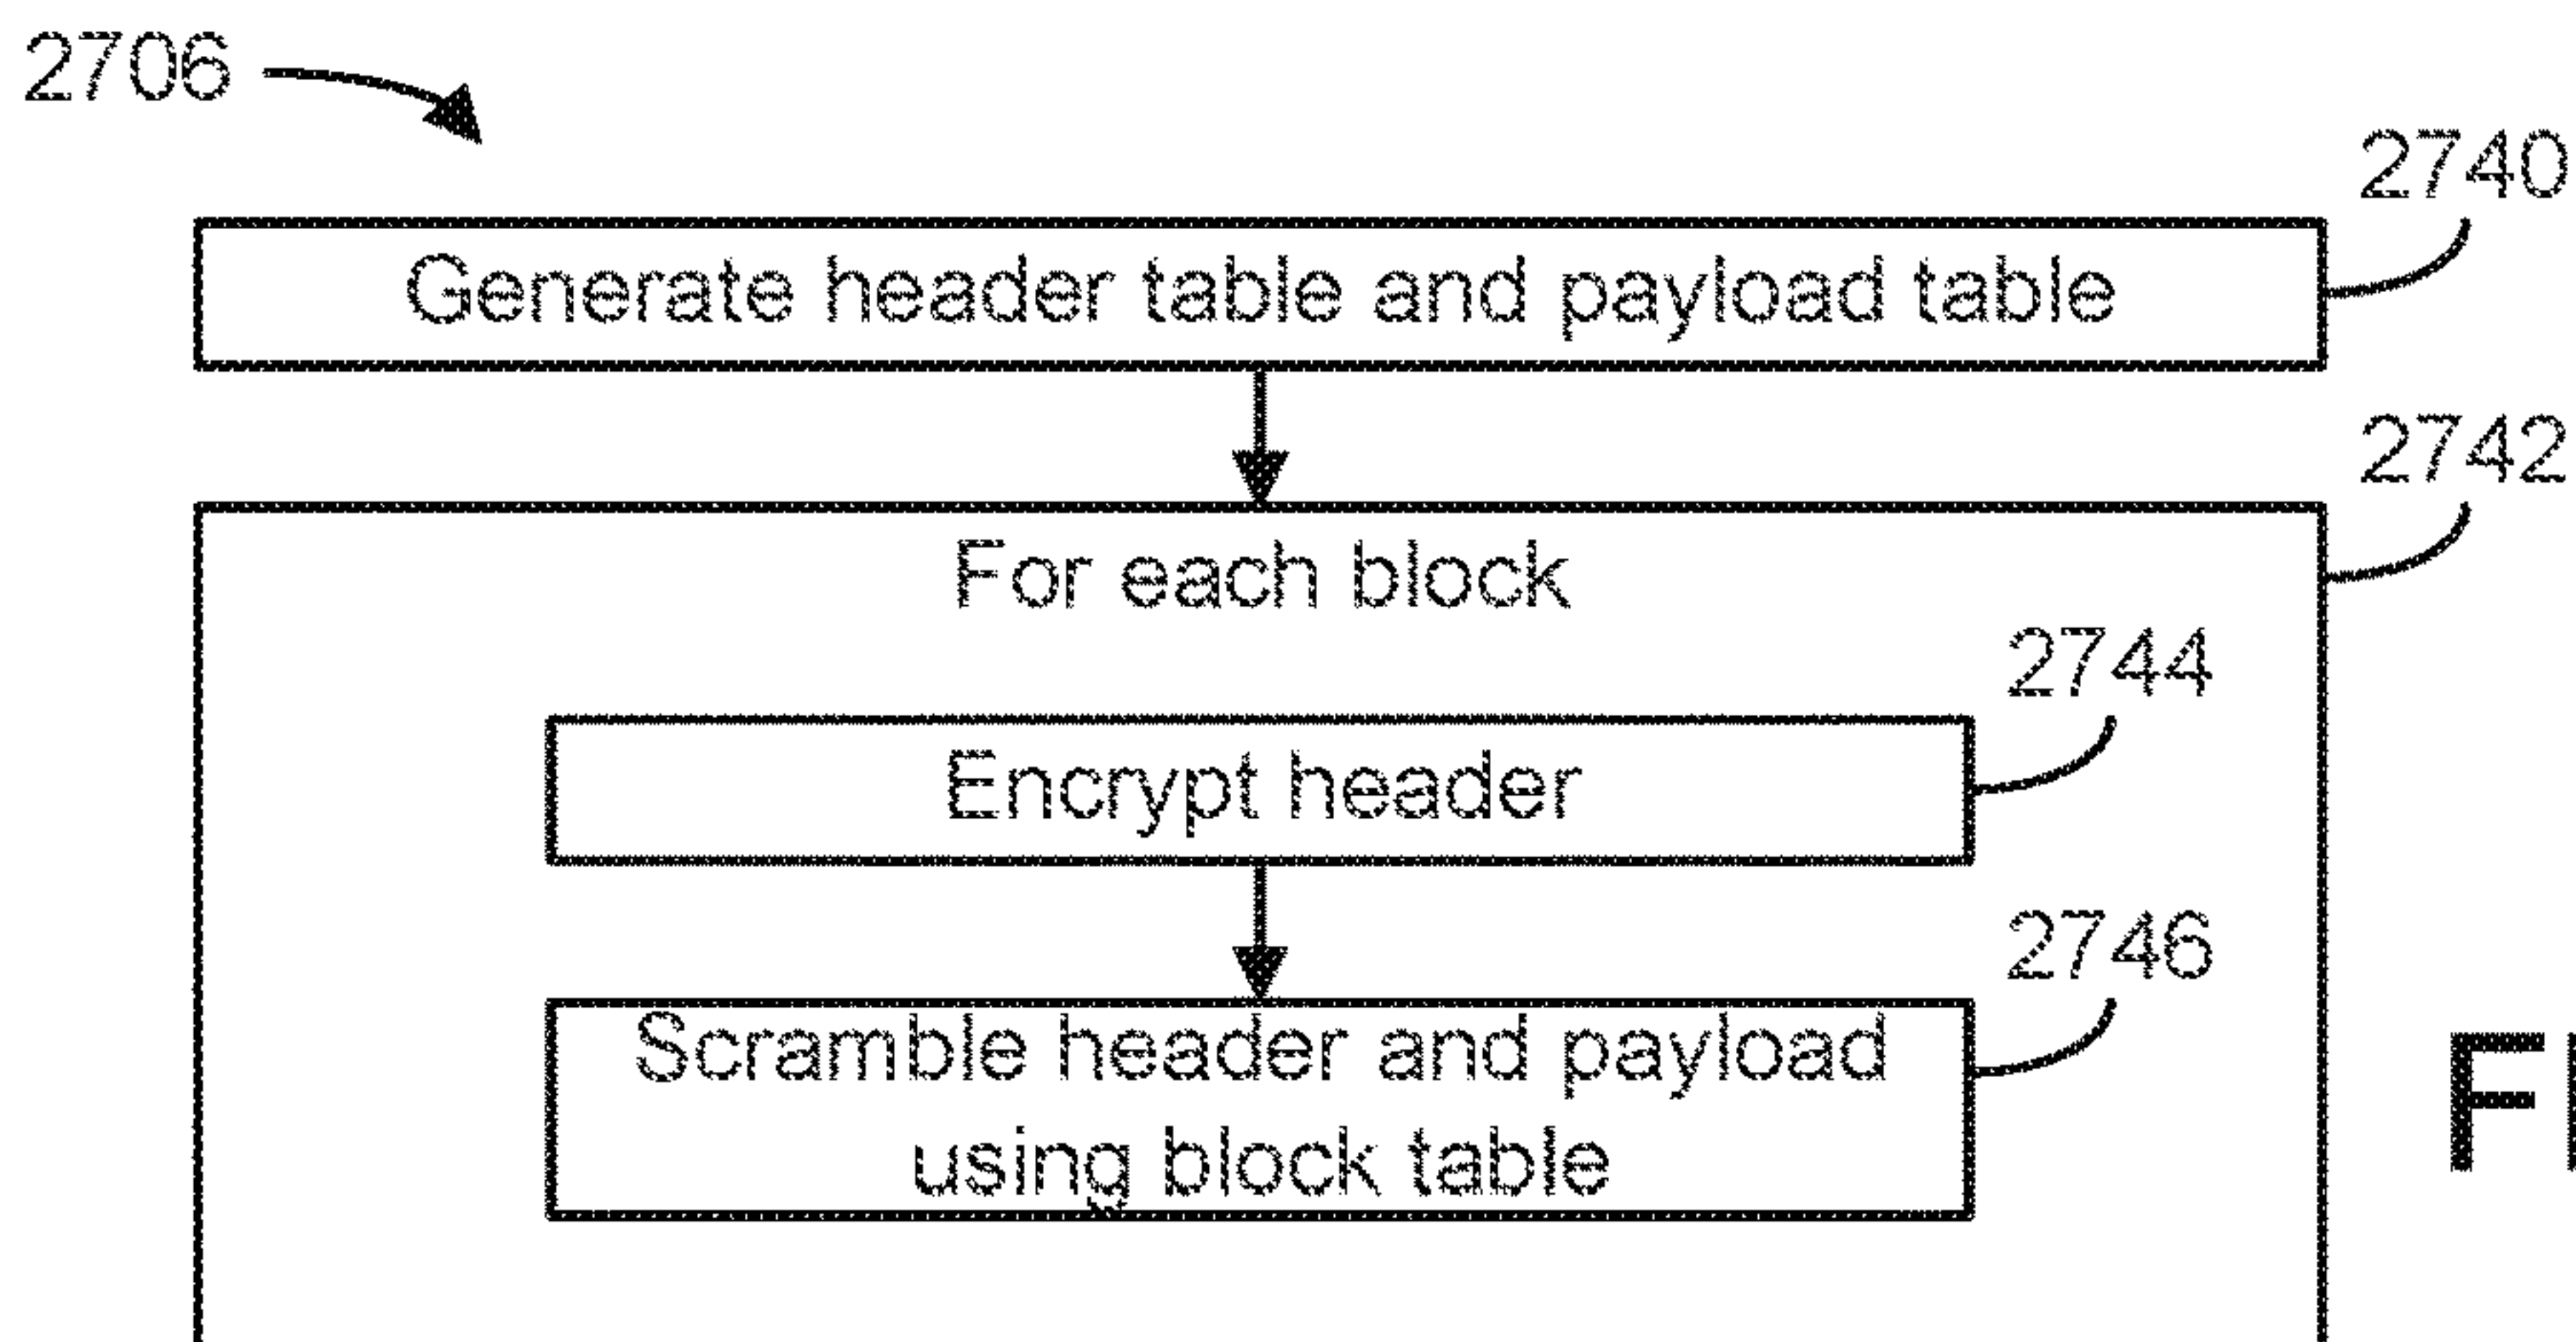 2706
2740
Generate header table and payload table
2742
For each block
2744
Encrypt header
2746
Scramble header and payload
using block table